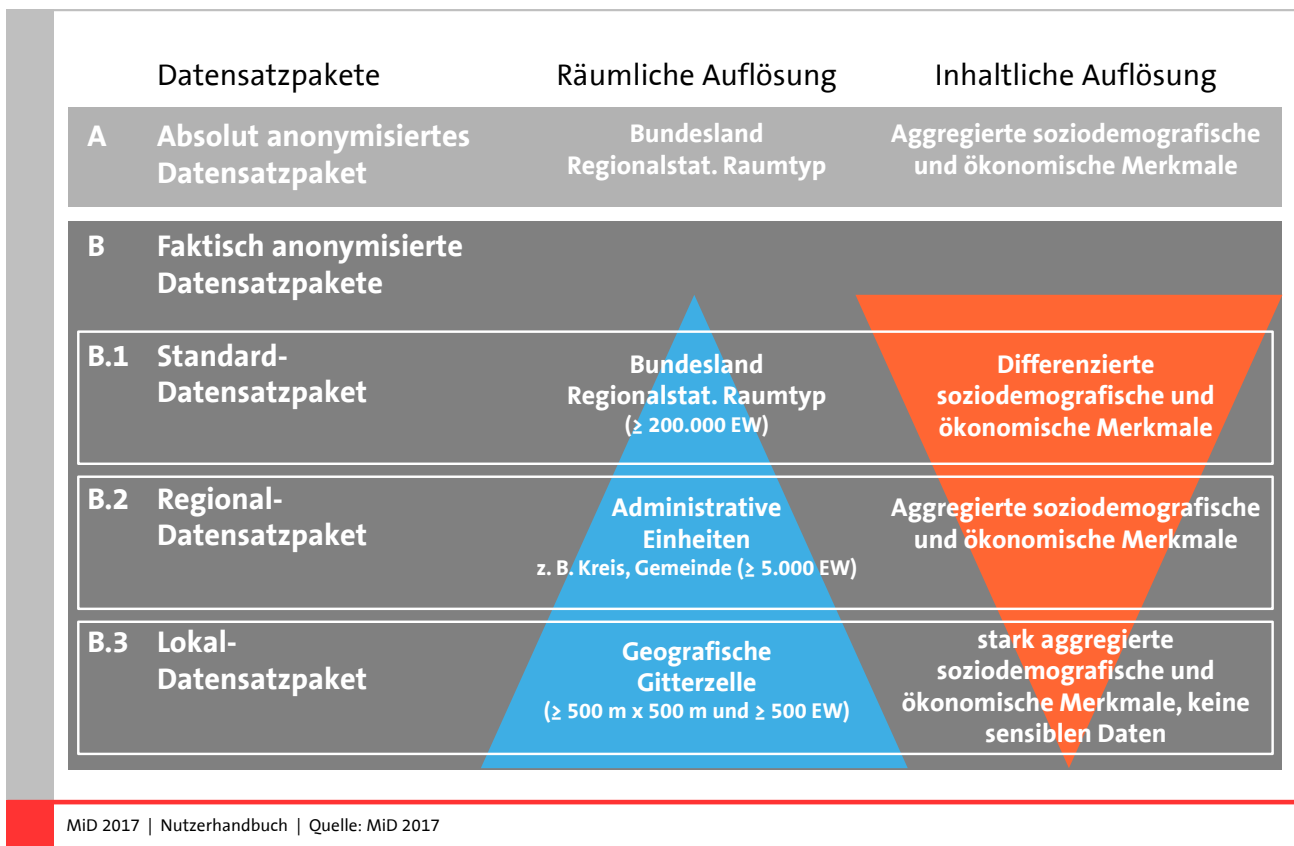 Datensatzpakete
Räumliche Auflösung
Inhaltliche Auflösung
A
Absolut anonymisiertes
Datensatzpaket
Bundesland
Regionalstat. Raumtyp
Aggregierte soziodemografische
und ökonomische Merkmale
B
Faktisch anonymisierte
Datensatzpakete
B.1
Standard-
Datensatzpaket
Bundesland
Regionalstat. Raumtyp
(≥ 200.000 EW)
Differenzierte
soziodemografische und
ökonomische Merkmale
B.2
Regional-
Datensatzpaket
Administrative
Einheiten
z. B. Kreis, Gemeinde (≥ 5.000 EW)
Aggregierte soziodemografische
und ökonomische Merkmale
B.3
Lokal-
Datensatzpaket
Geografische
Gitterzelle
(≥ 500 m x 500 m und ≥ 500 EW)
stark aggregierte
soziodemografische und
ökonomische Merkmale, keine
sensiblen Daten
MiD 2017 | Nutzerhandbuch | Quelle: MiD 2017